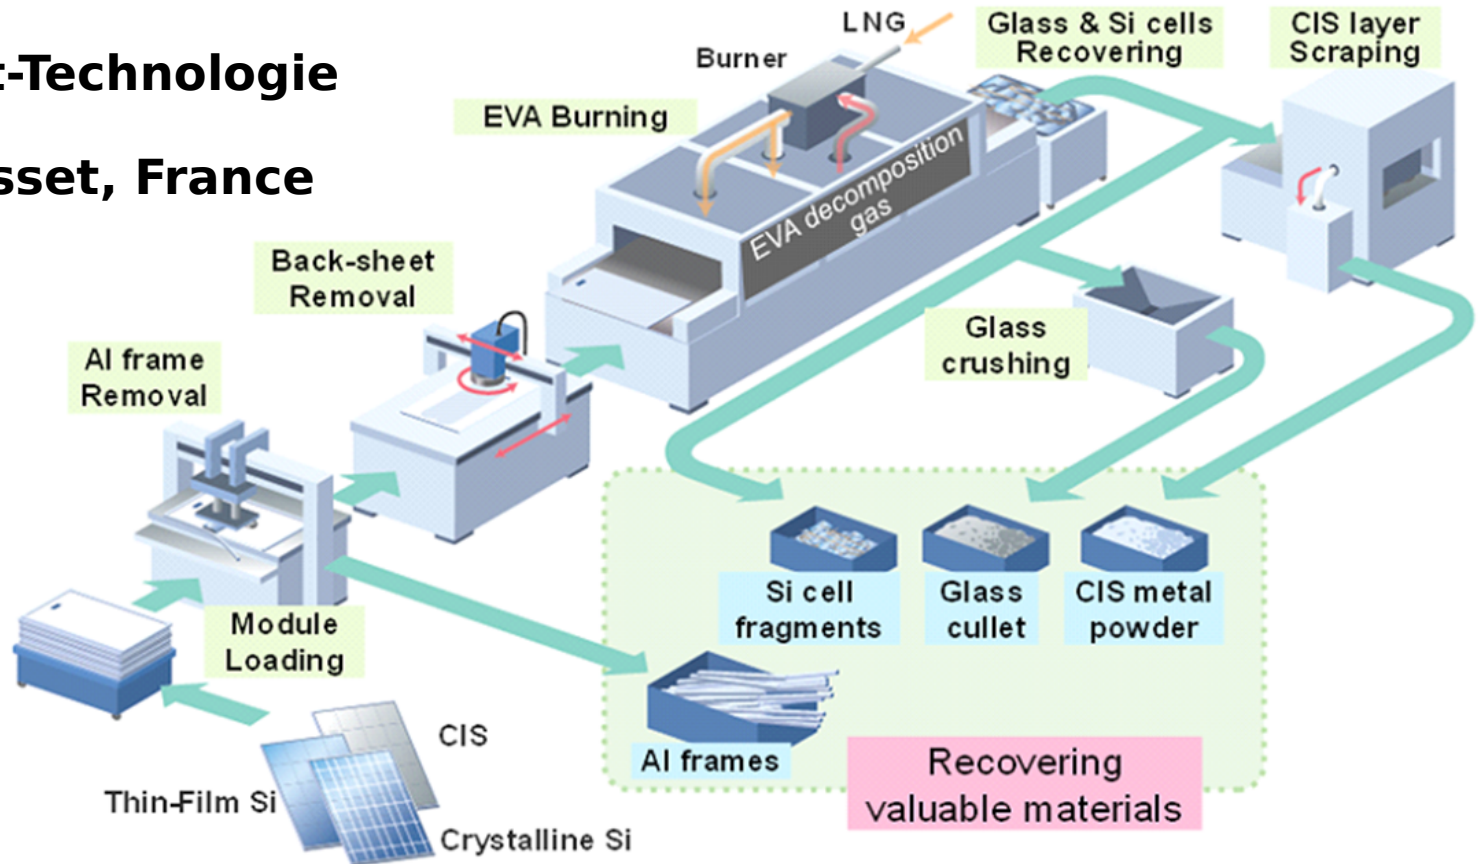 -Technologie
sset, France
LNG
Burner
Glass & Si cells
Recovering
CIS layer
Scraping
EVA Burning
EVA decomposition
gas
Back-sheet
Removal
Al frame
Removal
Glass
crushing
Module
Loading
Si cell
fragments
Glass
cullet
CIS metal
powder
Al frames
CIS
Thin-Film Si
Crystalline Si
Recovering
valuable materials